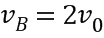 v_B = 2v_0